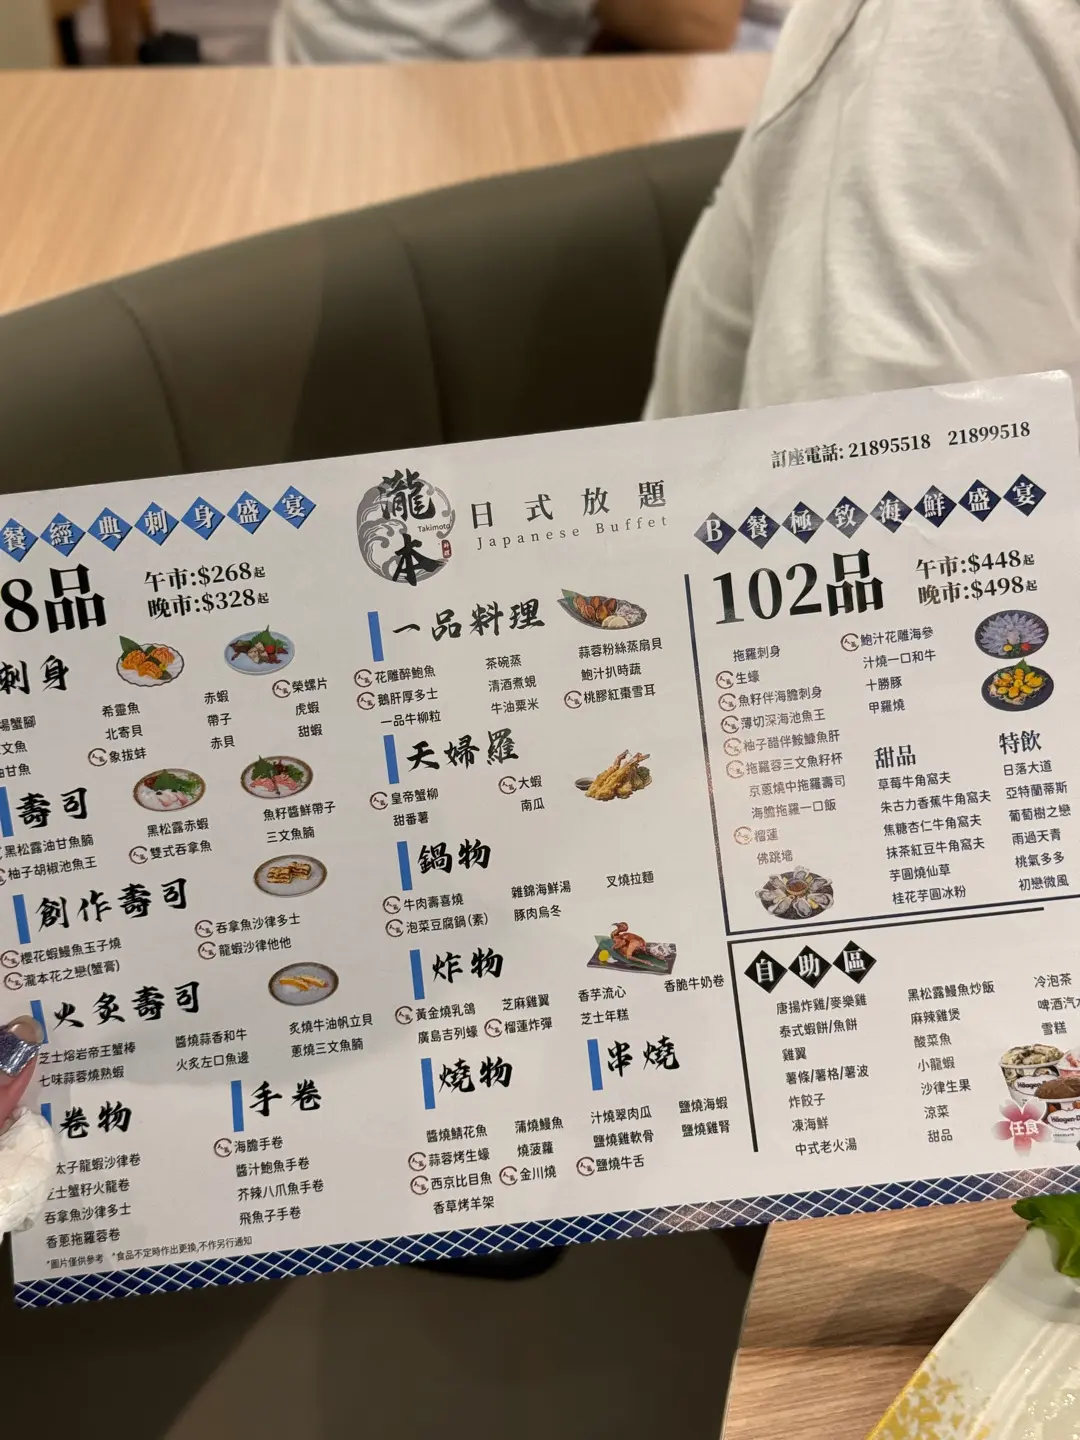 訂座電話: 21895518 21899518
餐經典刺身盛宴
8品
午市:$268起
晚市:$328起
瀧本
Takimoto
料理
日式放題
Japanese Buffet
B餐極致海鮮盛宴
102品
午市:$448起
晚市:$498起
刺身
場蟹腳
希靈魚
赤蝦
榮螺片
文魚
北寄貝
帶子
虎蝦
油甘魚
象拔蚌
赤貝
甜蝦
壽司
黑松露油甘魚腩
黑松露赤蝦
魚籽醬鮮帶子
柚子胡椒池魚王
雙式吞拿魚
三文魚腩
創作壽司
櫻花蝦鰻魚玉子燒
吞拿魚沙律多士
瀧本花之戀(蟹膏)
龍蝦沙律他他
火炙壽司
芝士熔岩帝王蟹棒
醬燒蒜香和牛
炙燒牛油帆立貝
七味蒜蓉燒熟蝦
火炙左口魚邊
蔥燒三文魚腩
卷物
太子龍蝦沙律卷
芝士蟹籽火龍卷
吞拿魚沙律多士
香蔥拖羅蓉卷
手卷
海膽手卷
醬汁鮑魚手卷
芥辣八爪魚手卷
飛魚子手卷
一品料理
花雕醉鮑魚
茶碗蒸
蒜蓉粉絲蒸扇貝
鵝肝厚多士
清酒煮蜆
鮑汁扒時蔬
一品牛柳粒
牛油粟米
桃膠紅棗雪耳
天婦羅
皇帝蟹柳
大蝦
甜番薯
南瓜
鍋物
牛肉壽喜燒
雜錦海鮮湯
叉燒拉麵
泡菜豆腐鍋(素)
豚肉烏冬
炸物
黃金燒乳鴿
芝麻雞翼
香芋流心
香脆牛奶卷
廣島吉列蠔
榴蓮炸彈
芝士年糕
燒物
醬燒鯖花魚
蒲燒鰻魚
蒜蓉烤生蠔
燒菠蘿
西京比目魚
金川燒
香草烤羊架
串燒
汁燒翠肉瓜
鹽燒海蝦
鹽燒雞軟骨
鹽燒雞腎
鹽燒牛舌
拖羅刺身
生蠔
魚籽伴海膽刺身
薄切深海池魚王
柚子醋伴鮟鱇魚肝
拖羅蓉三文魚籽杯
京蔥燒中拖羅壽司
海膽拖羅一口飯
榴蓮
佛跳墙
鮑汁花雕海參
汁燒一口和牛
十勝豚
甲羅燒
甜品
草莓牛角窩夫
朱古力香蕉牛角窩夫
焦糖杏仁牛角窩夫
抹茶紅豆牛角窩夫
芋圓燒仙草
桂花芋圓冰粉
特飲
日落大道
亞特蘭蒂斯
葡萄樹之戀
雨過天青
桃氣多多
初戀微風
自助區
唐揚炸雞/麥樂雞
黑松露鰻魚炒飯
冷泡茶
泰式蝦餅/魚餅
麻辣雞煲
啤酒汽水
雞翼
酸菜魚
雪糕
薯條/薯格/薯波
小龍蝦
炸餃子
沙律生果
凍海鮮
涼菜
中式老火湯
甜品
任食
*圖片僅供參考 *食品不定時作出更換,不作另行通知